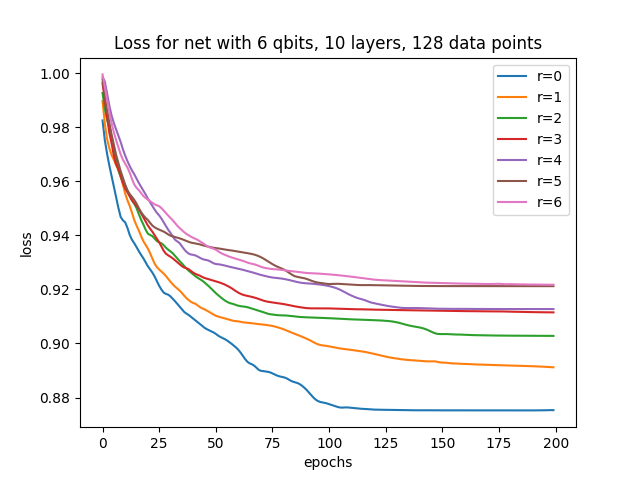 Loss for net with 6 qbits, 10 layers, 128 data points
1.00
0.98
0.96
0.94
0.92
0.90
0.88
loss
r=0
r=1
r=2
r=3
r=4
r=5
r=6
0 25 50 75 100 125 150 175 200
epochs